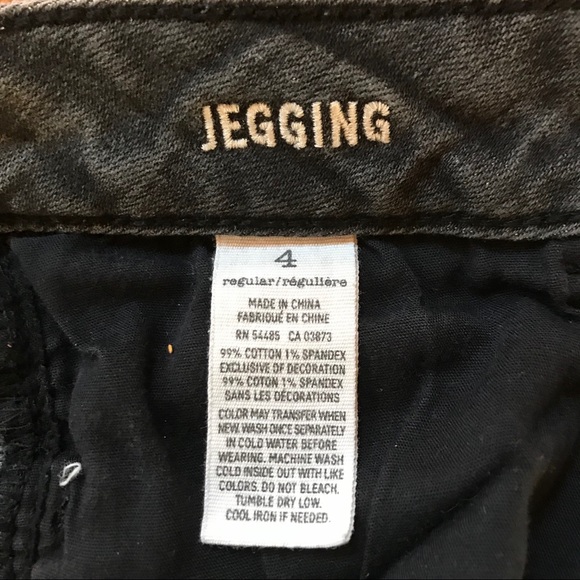 JEGGING
4
regular/régulière
MADE IN CHINA
FABRIQUÉ EN CHINE
RN 54485 CA 03873
99% COTTON 1% SPANDEX
EXCLUSIVE OF DECORATION
99% COTON 1% SPANDEX
SANS LES DÉCORATIONS
COLOR MAY TRANSFER WHEN
NEW. WASH ONCE SEPARATELY
IN COLD WATER BEFORE
WEARING. MACHINE WASH
COLD INSIDE OUT WITH LIKE
COLORS. DO NOT BLEACH.
TUMBLE DRY LOW.
COOL IRON IF NEEDED.